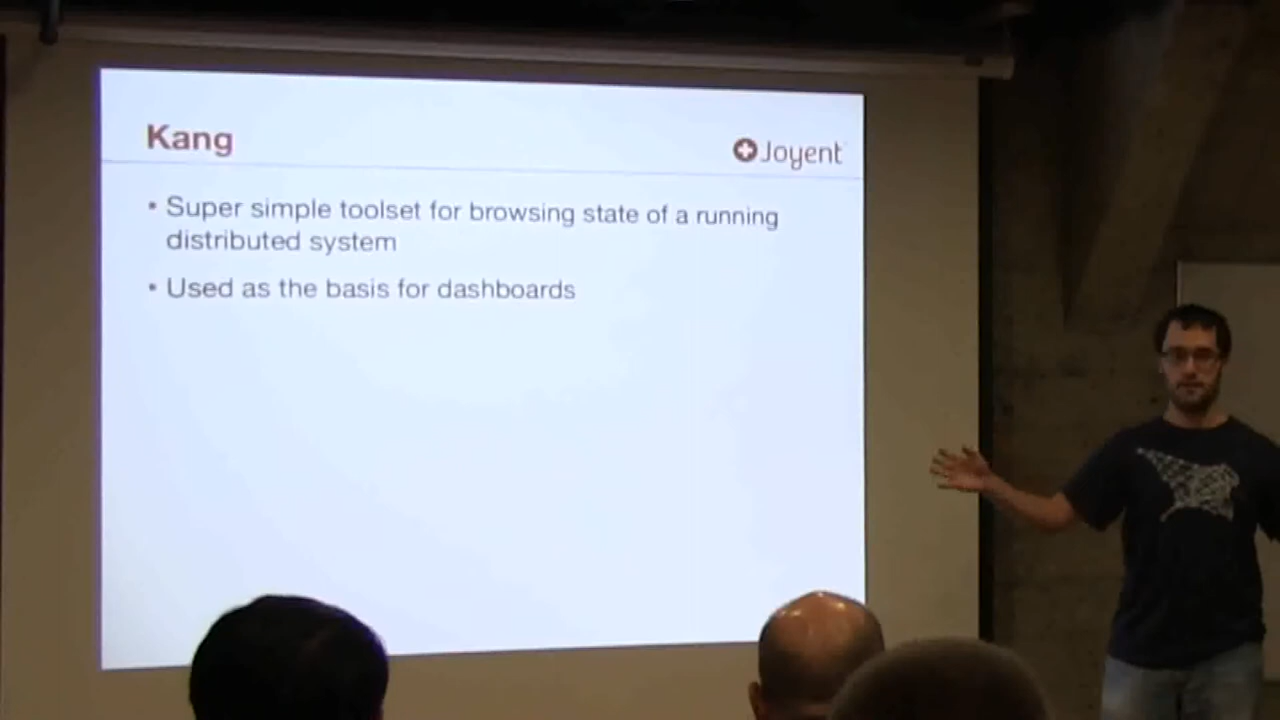 Kang
Joyent
• Super simple toolset for browsing state of a running
distributed system
• Used as the basis for dashboards